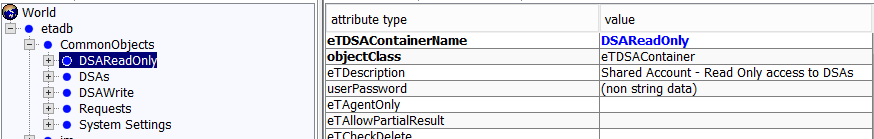 World
etadb
CommonObjects
DSAReadOnly
DSAs
DSAWrite
Requests
System Settings
attribute type value
eTDSAContainerName DSAReadOnly
objectClass eTDSAContainer
eTDescription Shared Account - Read Only access to DSAs
userPassword (non string data)
eTAgentOnly
eTAllowPartialResult
eTCheckDelete